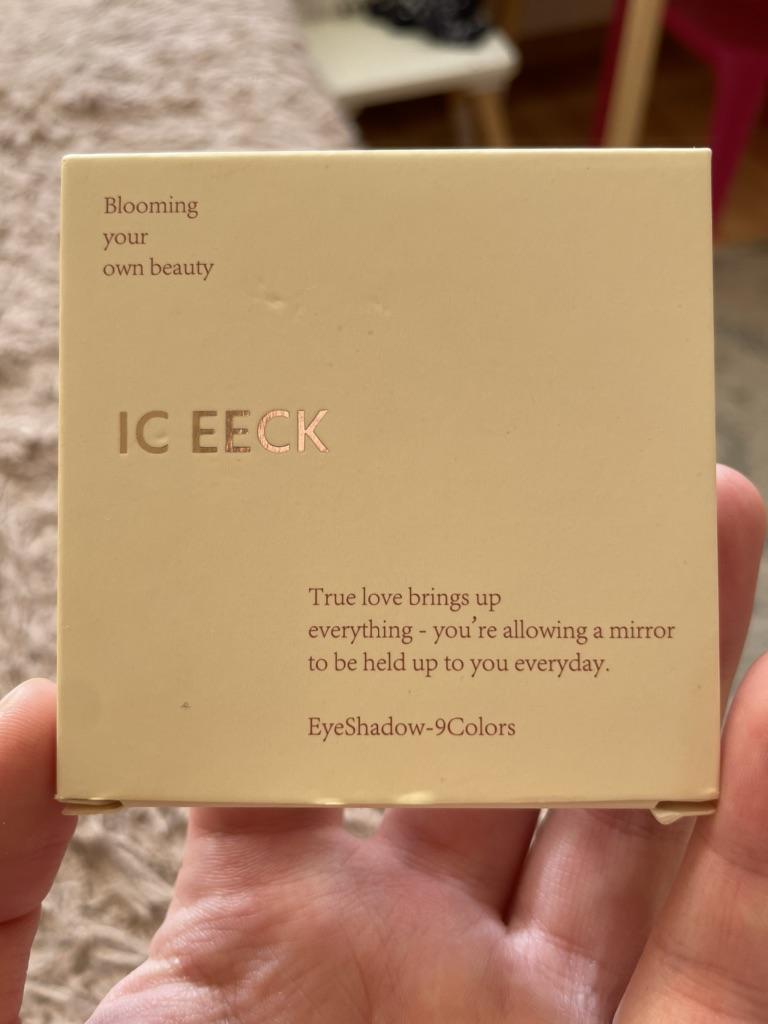 Blooming
your
own beauty
IC EECK
True love brings up
everything - you're allowing a mirror
to be held up to you everyday.
EyeShadow-9Colors